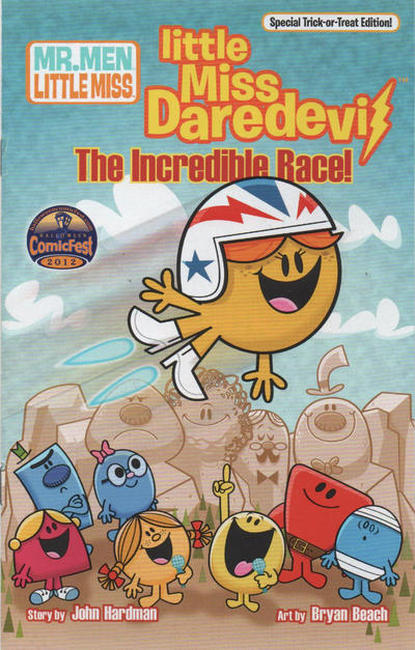 Special Trick-or-Treat Edition!
MR. MEN
LITTLE MISS
little
Miss
Daredevil
The Incredible Race!
HALLOWEEN
ComicFest
2012
Story by John Hardman
Art by Bryan Beach